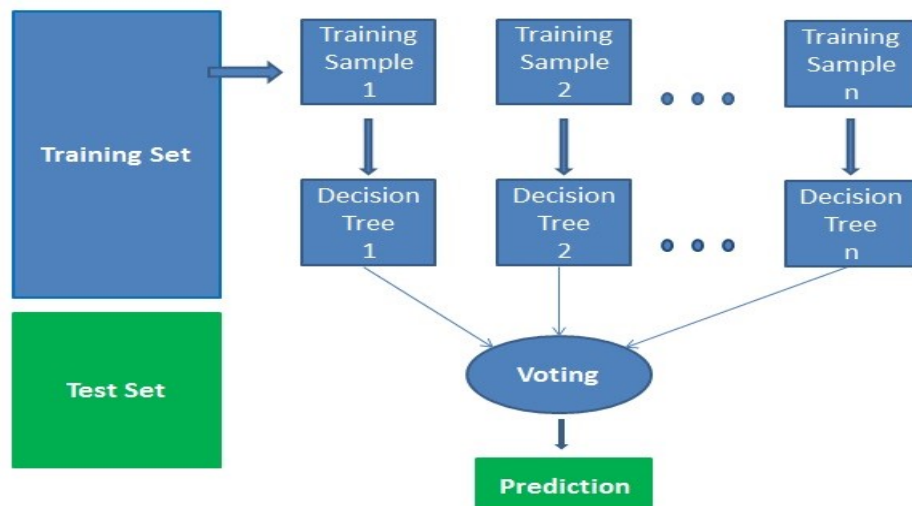 Training Set
Training
Sample
1
Training
Sample
2
Training
Sample
n
Decision
Tree
1
Decision
Tree
2
Decision
Tree
n
Test Set
Voting
Prediction